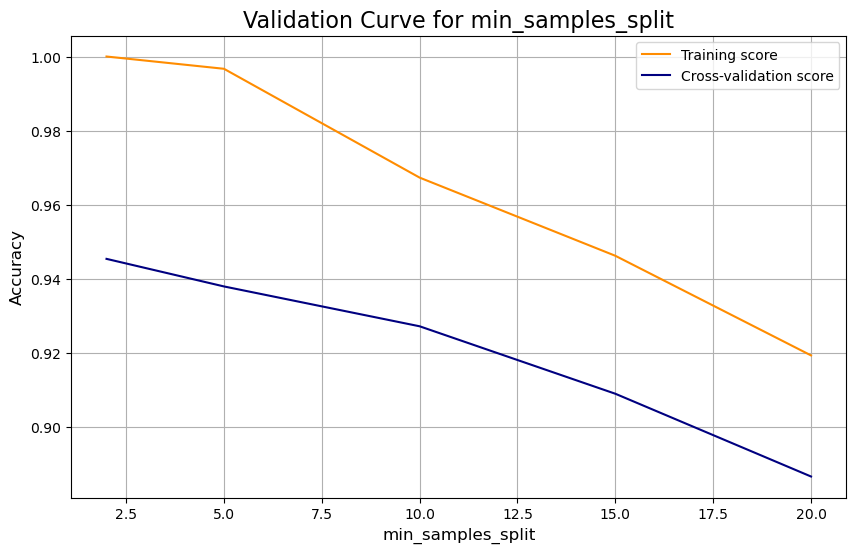 Validation Curve for min_samples_split
Training score
Cross-validation score
Accuracy
1.00
0.98
0.96
0.94
0.92
0.90
2.5 5.0 7.5 10.0 12.5 15.0 17.5 20.0
min_samples_split